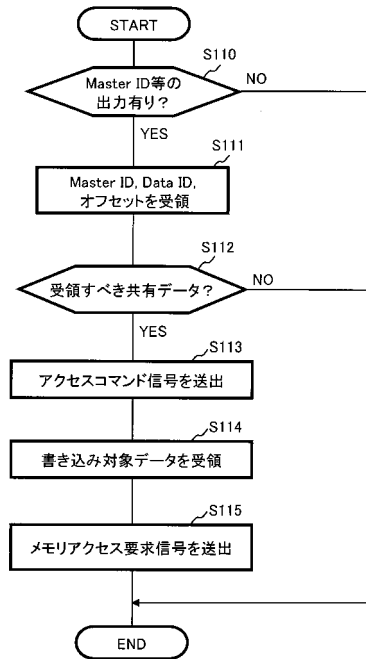 START
S110
Master ID等の
出力有り?
NO
YES
S111
Master ID, Data ID,
オフセットを受領
S112
受領すべき共有データ?
NO
YES
S113
アクセスコマンド信号を送出
S114
書き込み対象データを受領
S115
メモリアクセス要求信号を送出
END